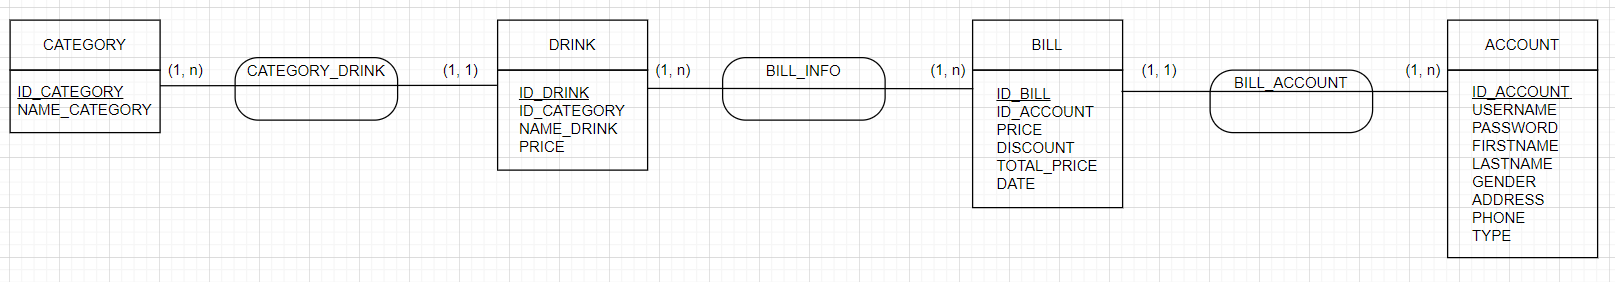 CATEGORY
ID_CATEGORY
NAME_CATEGORY
(1, n)
CATEGORY_DRINK
(1, 1)
DRINK
ID_DRINK
ID_CATEGORY
NAME_DRINK
PRICE
(1, n)
BILL_INFO
(1, n)
BILL
ID_BILL
ID_ACCOUNT
PRICE
DISCOUNT
TOTAL_PRICE
DATE
(1, 1)
BILL_ACCOUNT
(1, n)
ACCOUNT
ID_ACCOUNT
USERNAME
PASSWORD
FIRSTNAME
LASTNAME
GENDER
ADDRESS
PHONE
TYPE